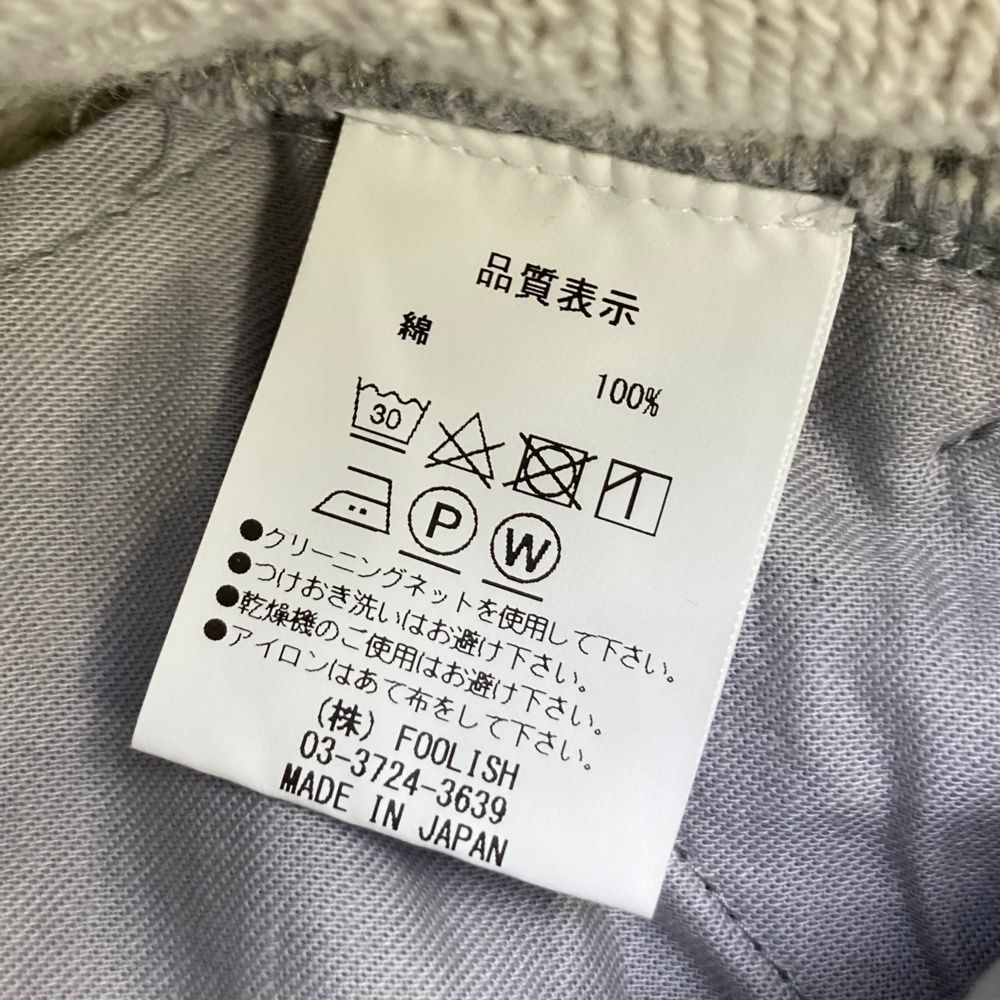 品質表示
綿
100%
30
P W
●クリーニングネットを使用して下さい。
●つけおき洗いはお避け下さい。
●乾燥機のご使用はお避け下さい。
●アイロンはあて布をして下さい。
(株) FOOLISH
03-3724-3639
MADE IN JAPAN